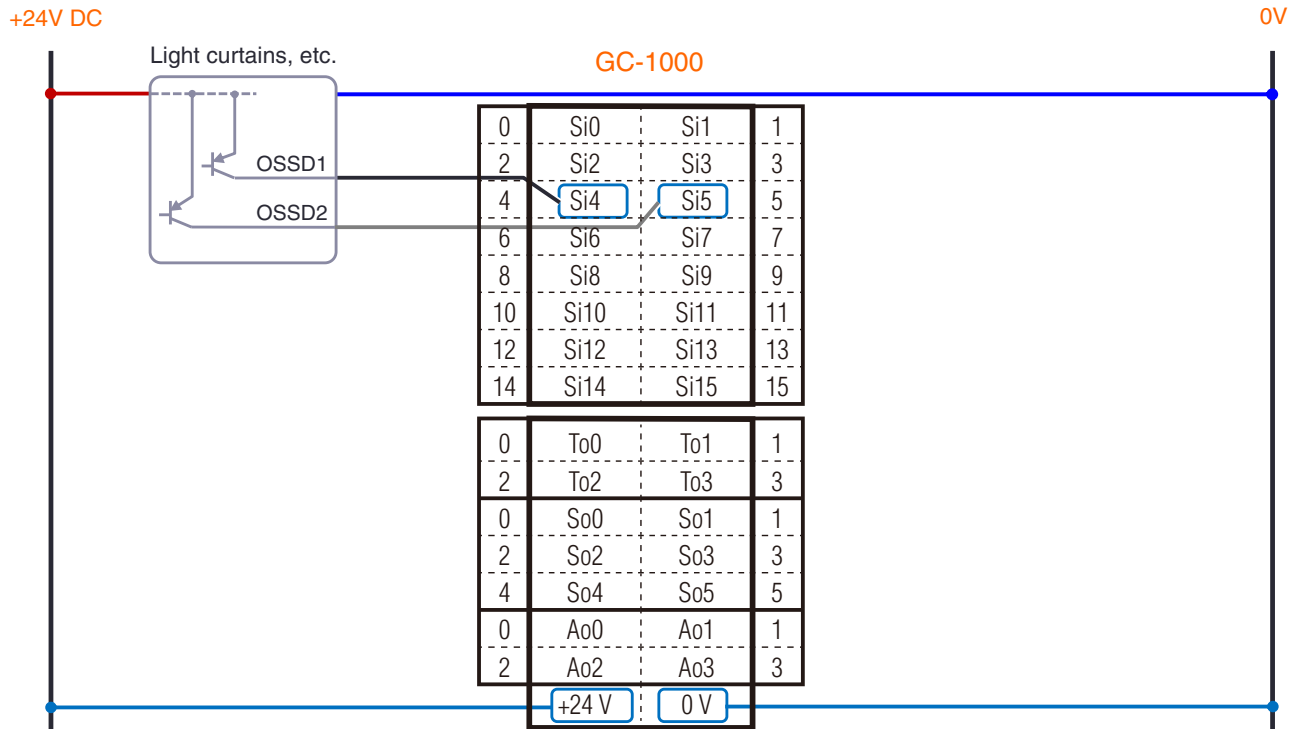 +24V DC
0V
Light curtains, etc.
GC-1000
0 Si0 Si1 1
OSSD1
2 Si2 Si3 3
4 Si4 Si5 5
OSSD2
6 Si6 Si7 7
8 Si8 Si9 9
10 Si10 Si11 11
12 Si12 Si13 13
14 Si14 Si15 15
0 To0 To1 1
2 To2 To3 3
0 So0 So1 1
2 So2 So3 3
4 So4 So5 5
0 Ao0 Ao1 1
2 Ao2 Ao3 3
+24 V 0 V